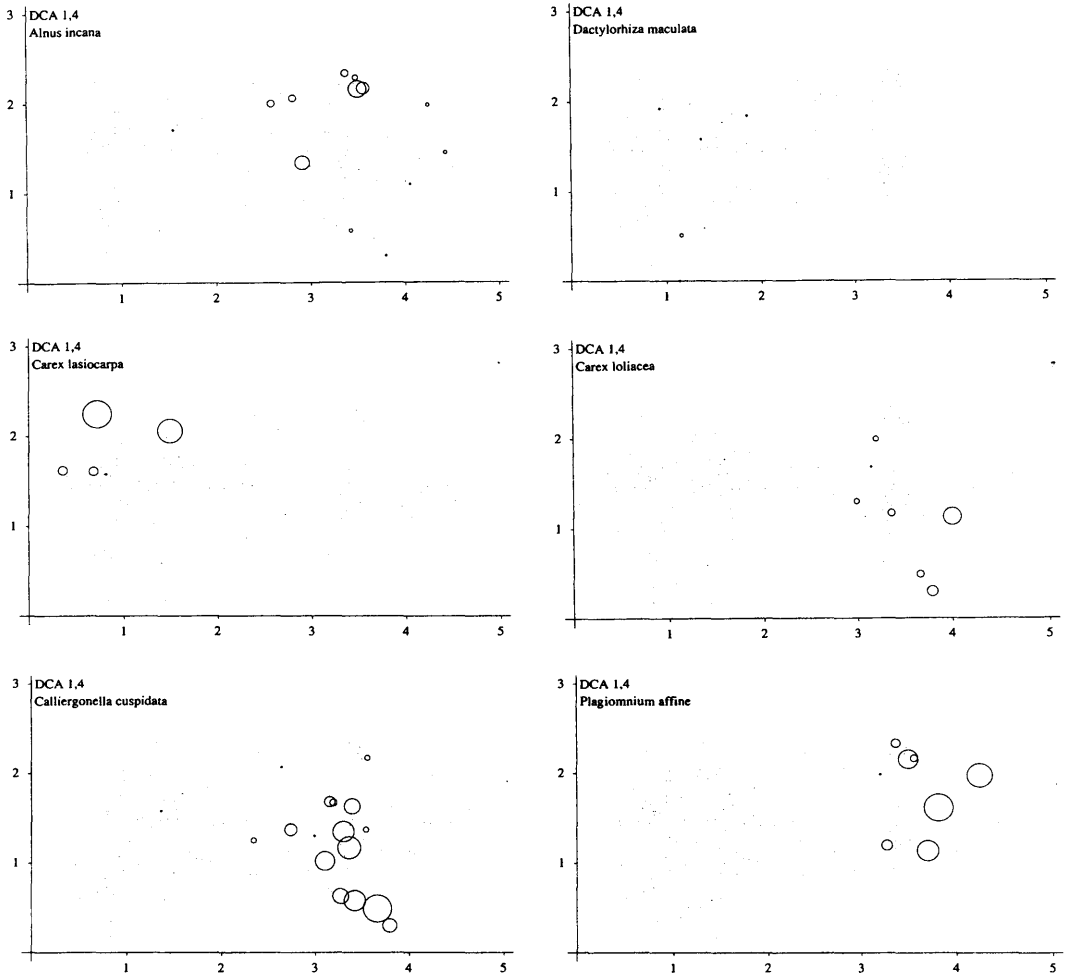 3 DCA 1,4
Alnus incana
2
1
1 2 3 4 5
3 DCA 1,4
Dactylorhiza maculata
2
1
1 2 3 4 5
3 DCA 1,4
Carex lasiocarpa
2
1
1 2 3 4 5
3 DCA 1,4
Carex loliacea
2
1
1 2 3 4 5
3 DCA 1,4
Calliergonella cuspidata
2
1
1 2 3 4 5
3 DCA 1,4
Plagiomnium affine
2
1
1 2 3 4 5